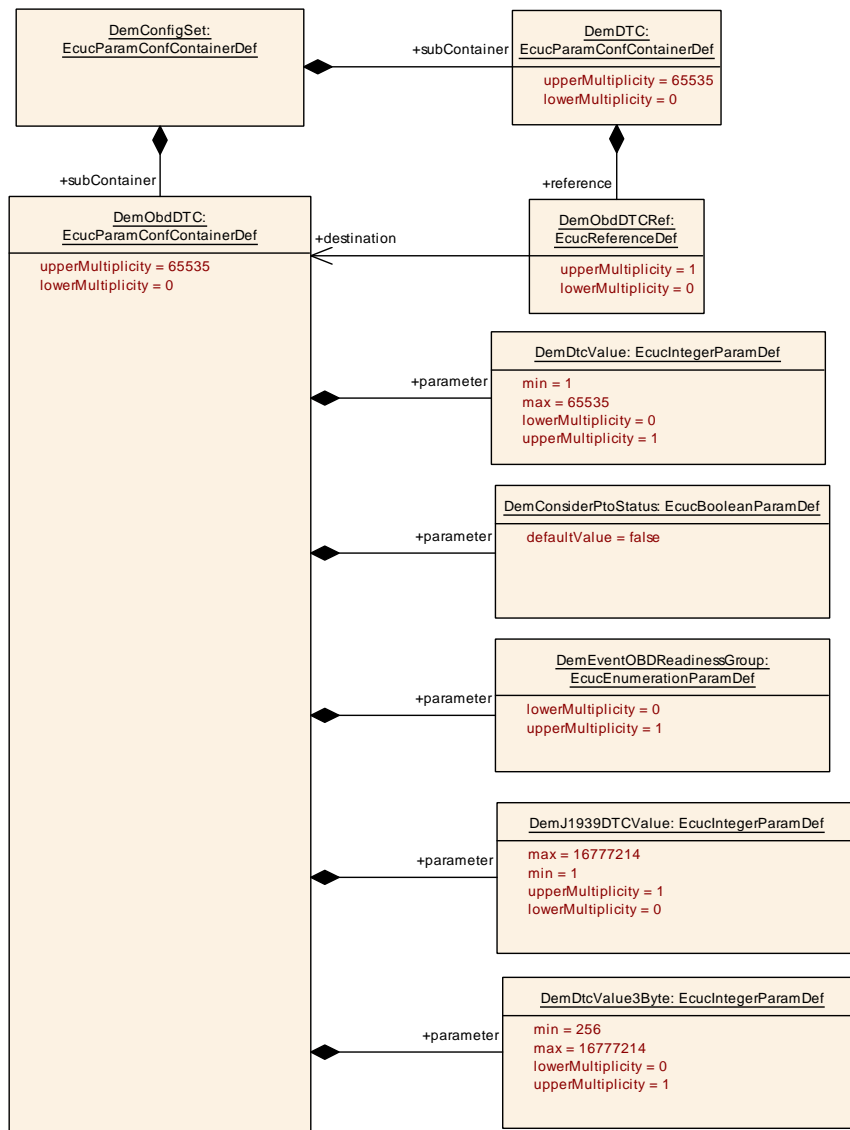 DemConfigSet:
EcucParamConfContainerDef
+subContainer
DemDTC:
EcucParamConfContainerDef
upperMultiplicity = 65535
lowerMultiplicity = 0
+subContainer
+reference
DemObdDTC:
EcucParamConfContainerDef
upperMultiplicity = 65535
lowerMultiplicity = 0
+destination
DemObdDTCRef:
EcucReferenceDef
upperMultiplicity = 1
lowerMultiplicity = 0
+parameter
DemDtcValue: EcucIntegerParamDef
min = 1
max = 65535
lowerMultiplicity = 0
upperMultiplicity = 1
+parameter
DemConsiderPtoStatus: EcucBooleanParamDef
defaultValue = false
+parameter
DemEventOBDReadinessGroup:
EcucEnumerationParamDef
lowerMultiplicity = 0
upperMultiplicity = 1
+parameter
DemJ1939DTCValue: EcucIntegerParamDef
max = 16777214
min = 1
upperMultiplicity = 1
lowerMultiplicity = 0
+parameter
DemDtcValue3Byte: EcucIntegerParamDef
min = 256
max = 16777214
lowerMultiplicity = 0
upperMultiplicity = 1